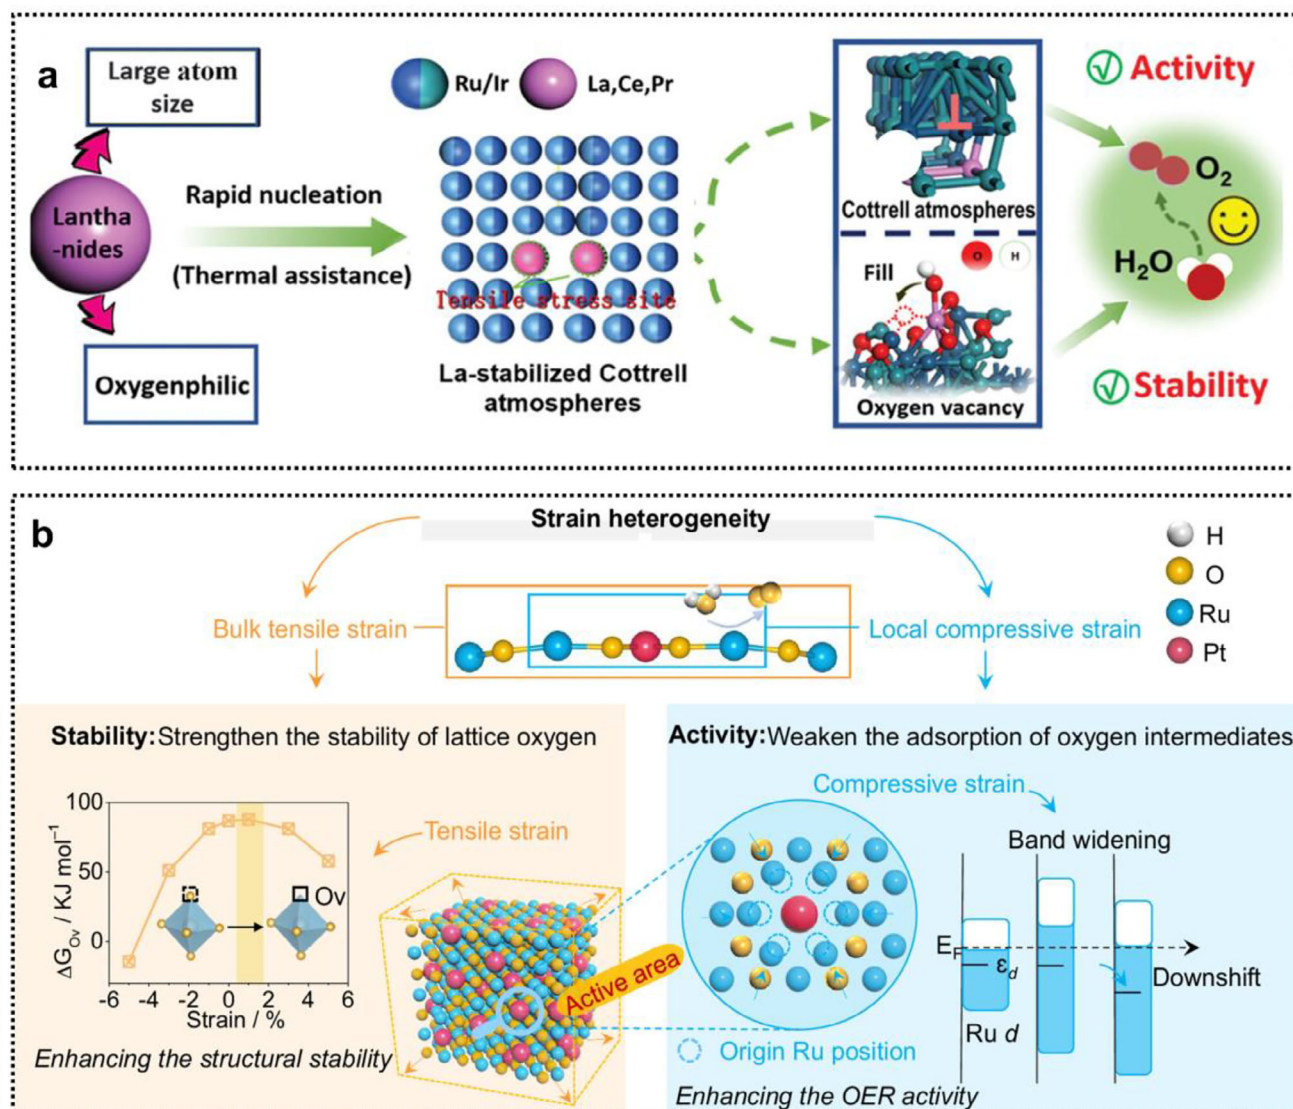 a
Large atom
size
Lantha
-nides
Oxygenphilic
Rapid nucleation
(Thermal assistance)
Ru/Ir
La,Ce,Pr
Tensile stress site
La-stabilized Cottrell
atmospheres
Cottrell atmospheres
O
H
Fill
Oxygen vacancy
Activity
O₂
H₂O
Stability
b
Strain heterogeneity
H
O
Ru
Pt
Bulk tensile strain
Local compressive strain
Stability:Strengthen the stability of lattice oxygen
ΔG_Ov / KJ mol⁻¹
100
50
0
Ov
-6 -4 -2 0 2 4 6
Strain / %
Tensile strain
Active area
Enhancing the structural stability
Activity:Weaken the adsorption of oxygen intermediates
Compressive strain
Band widening
E_F
ε_d
Downshift
Ru d
Origin Ru position
Enhancing the OER activity